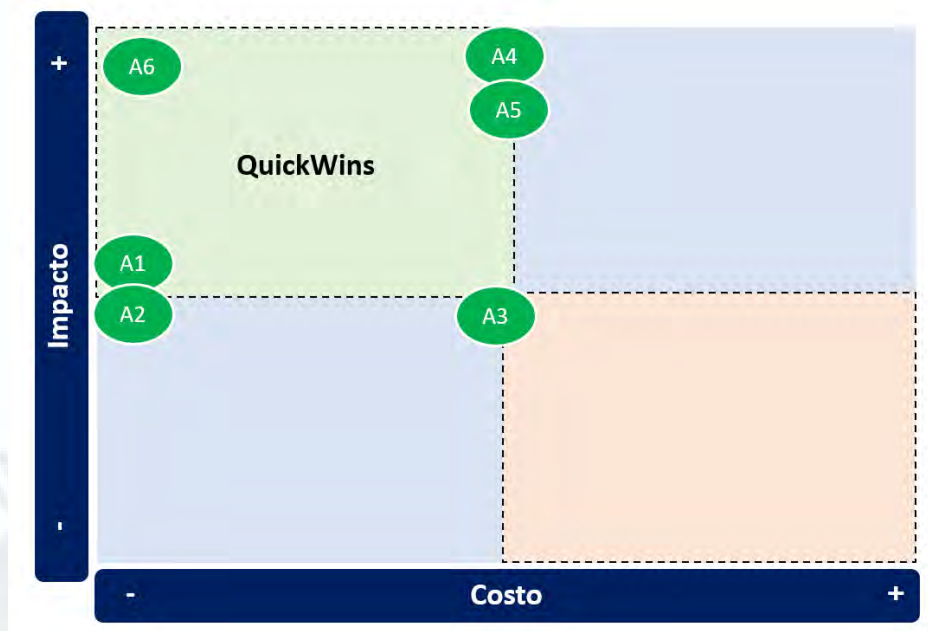 +
A6
A4
A5
QuickWins
A1
A2
A3
Impacto
-
-
Costo
+